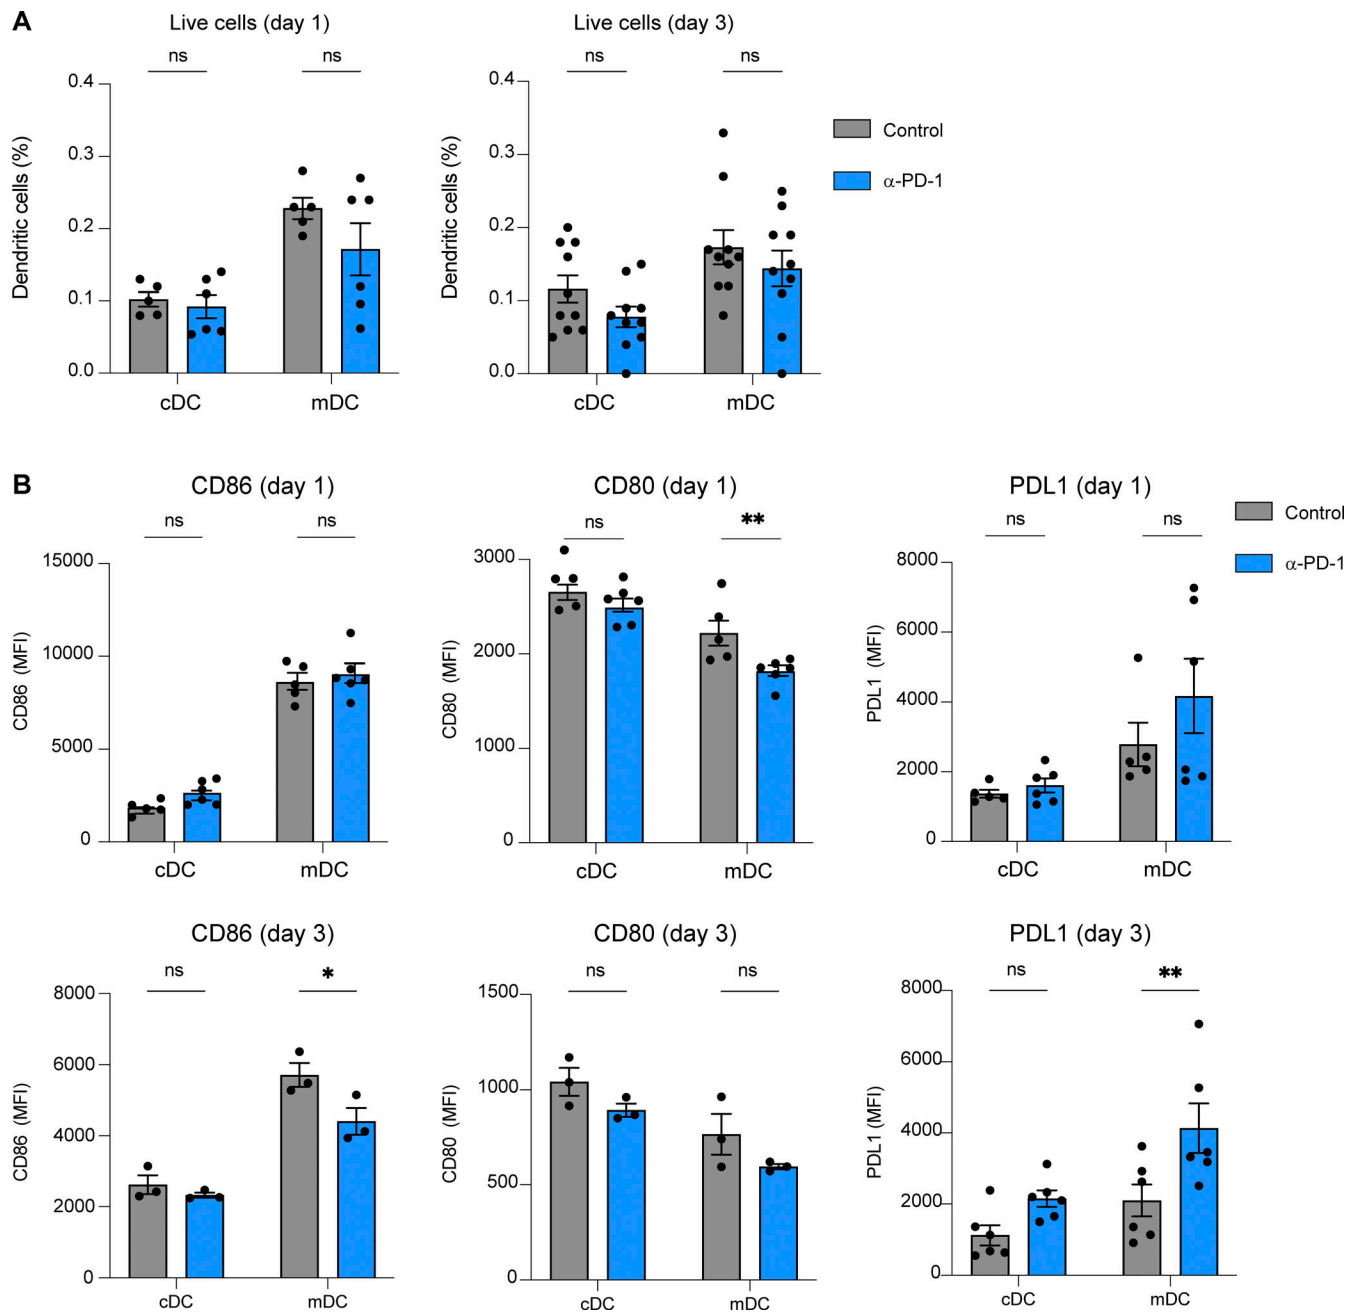 A
Live cells (day 1)
Live cells (day 3)
ns
ns
ns
ns
0.4
0.3
0.2
0.1
0.0
Dendritic cells (%)
cDC
mDC
0.4
0.3
0.2
0.1
0.0
Dendritic cells (%)
cDC
mDC
Control
α-PD-1
B
CD86 (day 1)
CD80 (day 1)
PDL1 (day 1)
ns
ns
15000
10000
5000
0
CD86 (MFI)
cDC
mDC
ns
**
3000
2000
1000
0
CD80 (MFI)
cDC
mDC
ns
ns
8000
6000
4000
2000
0
PDL1 (MFI)
cDC
mDC
Control
α-PD-1
CD86 (day 3)
CD80 (day 3)
PDL1 (day 3)
ns
*
8000
6000
4000
2000
0
CD86 (MFI)
cDC
mDC
ns
ns
1500
1000
500
0
CD80 (MFI)
cDC
mDC
ns
**
8000
6000
4000
2000
0
PDL1 (MFI)
cDC
mDC